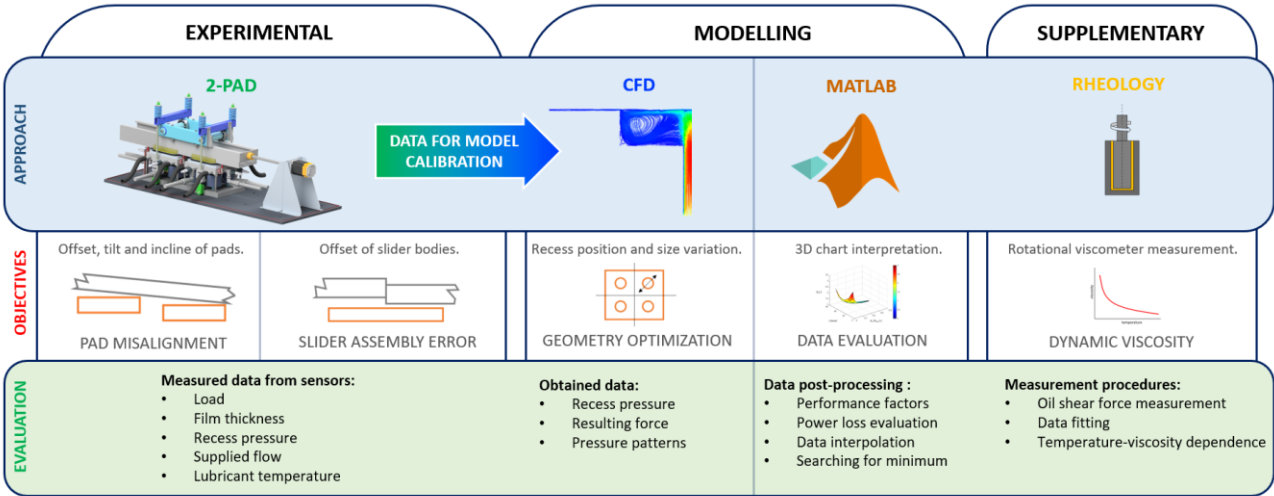 EXPERIMENTAL
MODELLING
SUPPLEMENTARY
APPROACH
2-PAD
DATA FOR MODEL
CALIBRATION
CFD
MATLAB
RHEOLOGY
OBJECTIVES
Offset, tilt and incline of pads.
PAD MISALIGNMENT
Offset of slider bodies.
SLIDER ASSEMBLY ERROR
Recess position and size variation.
GEOMETRY OPTIMIZATION
3D chart interpretation.
DATA EVALUATION
Rotational viscometer measurement.
temperature
DYNAMIC VISCOSITY
EVALUATION
Measured data from sensors:
• Load
• Film thickness
• Recess pressure
• Supplied flow
• Lubricant temperature
Obtained data:
• Recess pressure
• Resulting force
• Pressure patterns
Data post-processing :
• Performance factors
• Power loss evaluation
• Data interpolation
• Searching for minimum
Measurement procedures:
• Oil shear force measurement
• Data fitting
• Temperature-viscosity dependence